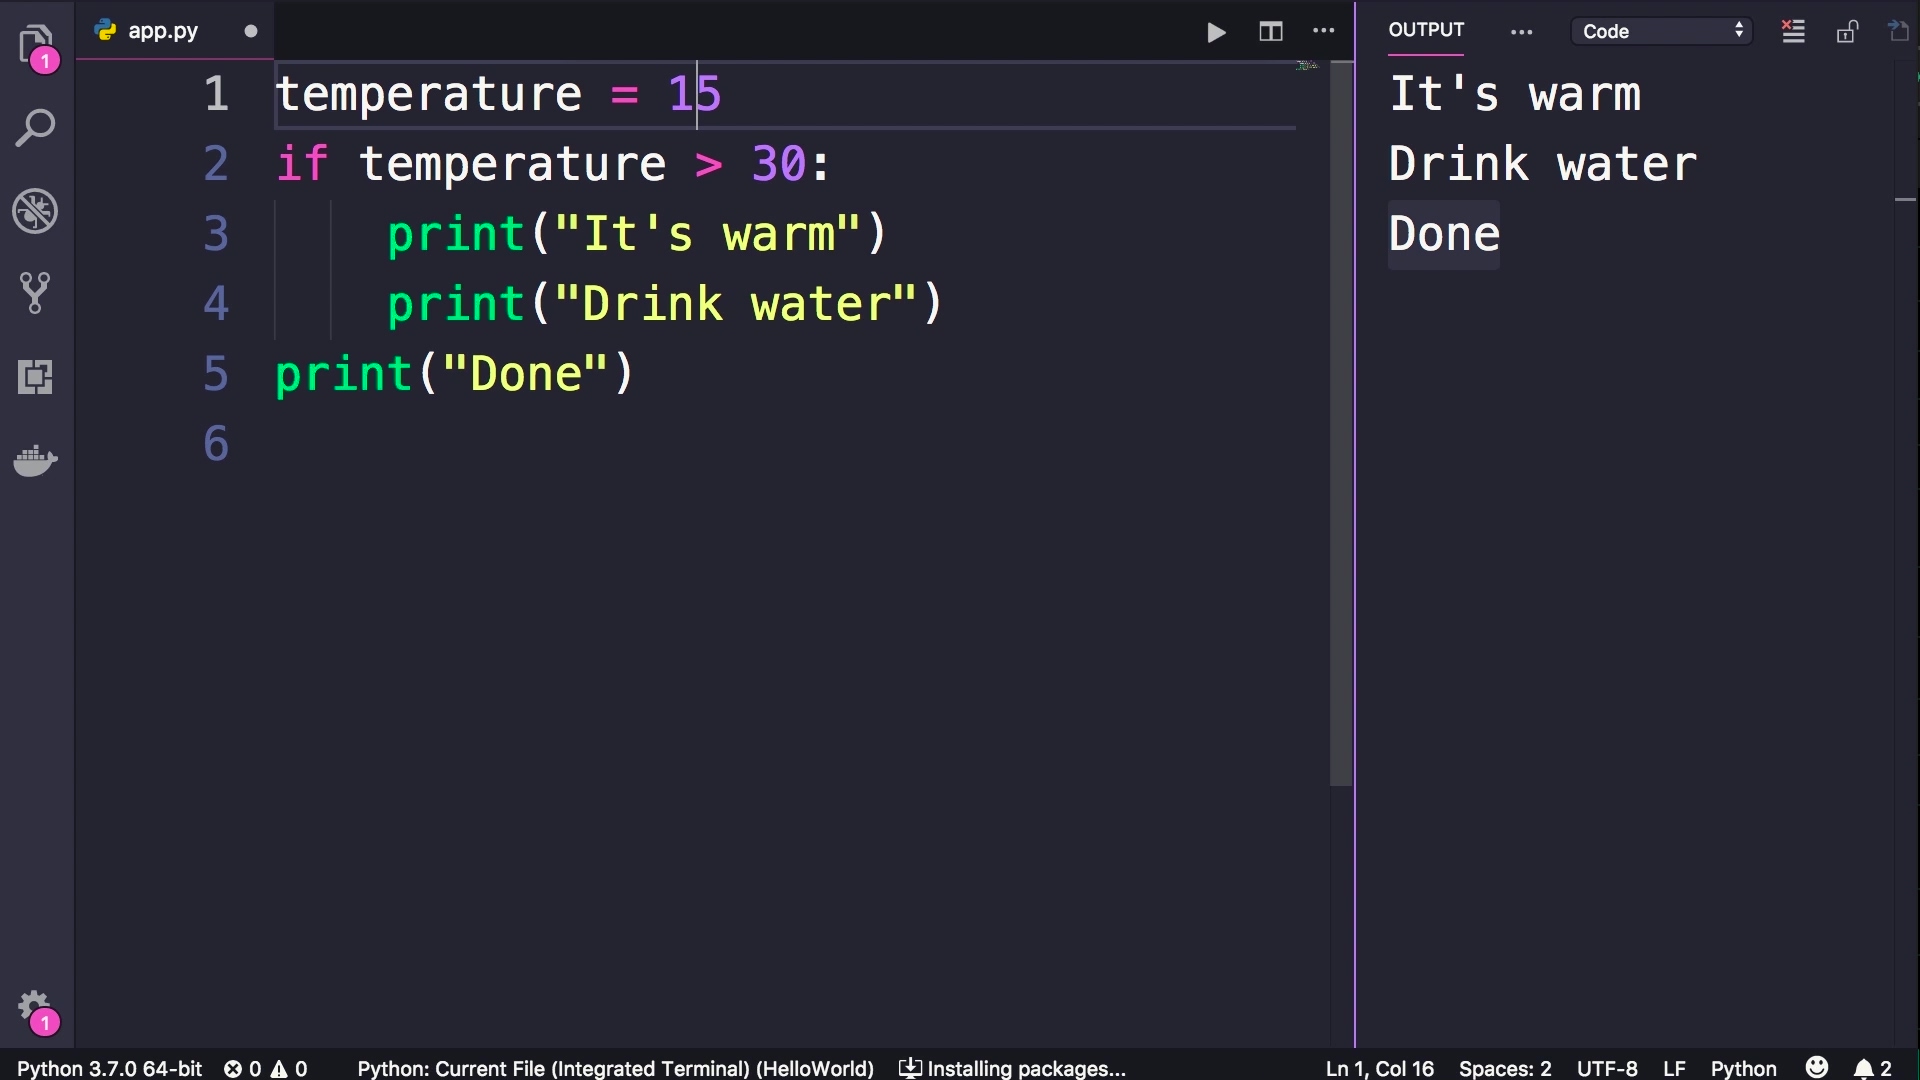 app.py
OUTPUT
Code
1 temperature = 15
2 if temperature > 30:
3 print("It's warm")
4 print("Drink water")
5 print("Done")
6
It's warm
Drink water
Done
1
1
Python 3.7.0 64-bit 0 0 Python: Current File (Integrated Terminal) (HelloWorld) Installing packages... Ln 1, Col 16 Spaces: 2 UTF-8 LF Python 2